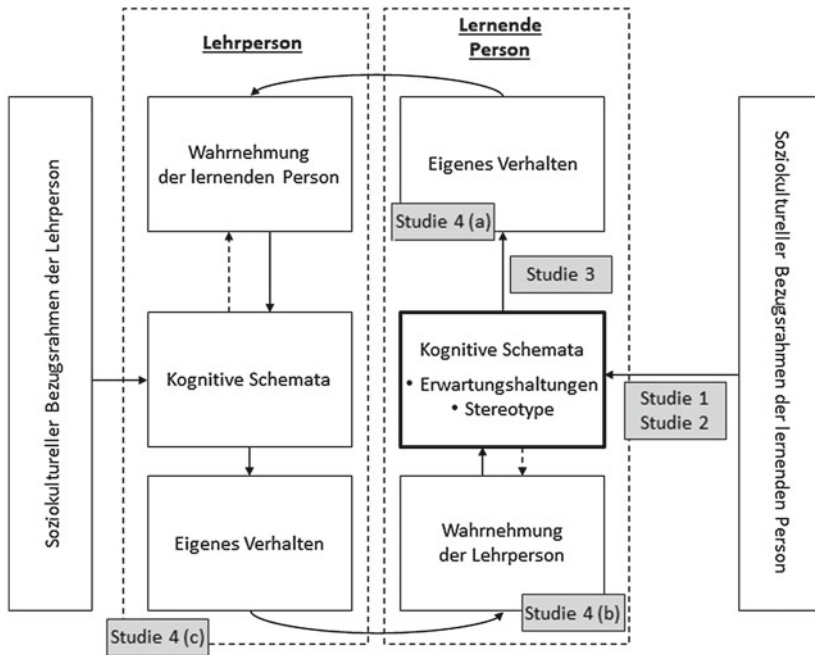 Lehrperson
Lernende
Person
Soziokultureller Bezugsrahmen der Lehrperson
Wahrnehmung
der lernenden Person
Eigenes Verhalten
Studie 4 (a)
Studie 3
Kognitive Schemata
Kognitive Schemata
• Erwartungshaltungen
• Stereotype
Studie 1
Studie 2
Soziokultureller Bezugsrahmen der lernenden Person
Eigenes Verhalten
Wahrnehmung
der Lehrperson
Studie 4 (c)
Studie 4 (b)